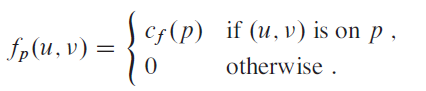 f_p(u, ν) = { c_f(p) if (u, ν) is on p ,
0 otherwise .